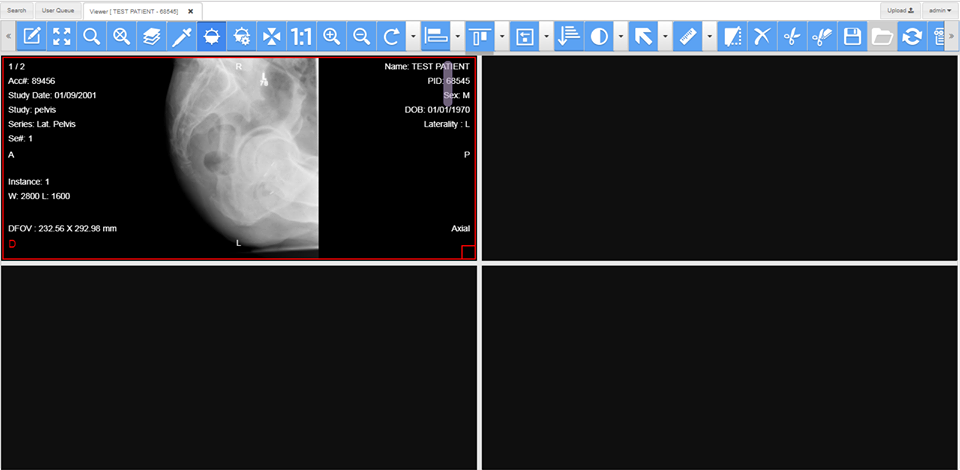 Search
User Queue
Viewer [ TEST PATIENT - 68545]
Upload
admin
1:1
1 / 2
Acc#: 89456
Study Date: 01/09/2001
Study: pelvis
Series: Lat. Pelvis
Se#: 1
A
Instance: 1
W: 2800 L: 1600
DFOV : 232.56 X 292.98 mm
R
L
Name: TEST PATIENT
PID: 68545
Sex: M
DOB: 01/01/1970
Laterality : L
P
Axial